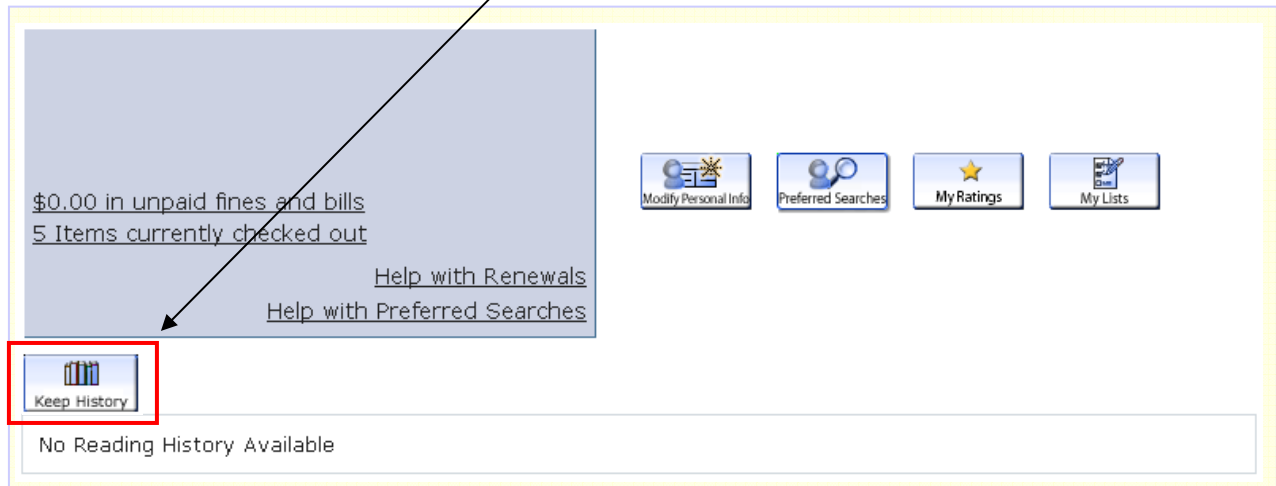 $0.00 in unpaid fines and bills
5 Items currently checked out
Help with Renewals
Help with Preferred Searches
Modify Personal Info
Preferred Searches
My Ratings
My Lists
Keep History
No Reading History Available